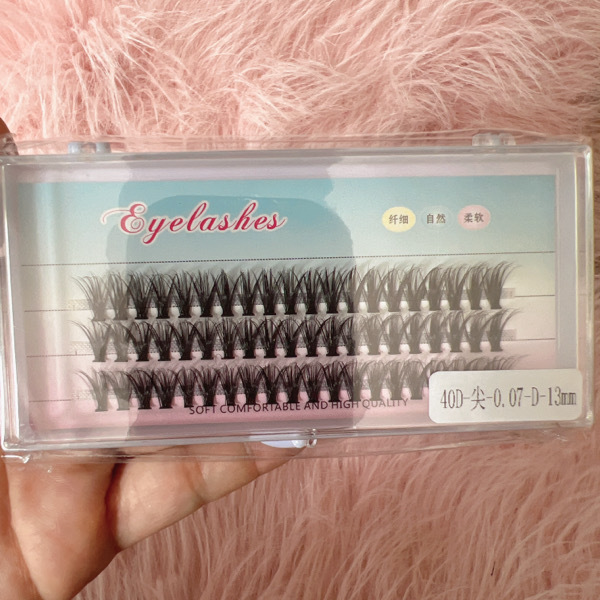 Eyelashes
纤细 自然 柔软
SOFT COMFORTABLE AND HIGH QUALITY
40D-尖-0.07-D-13mm